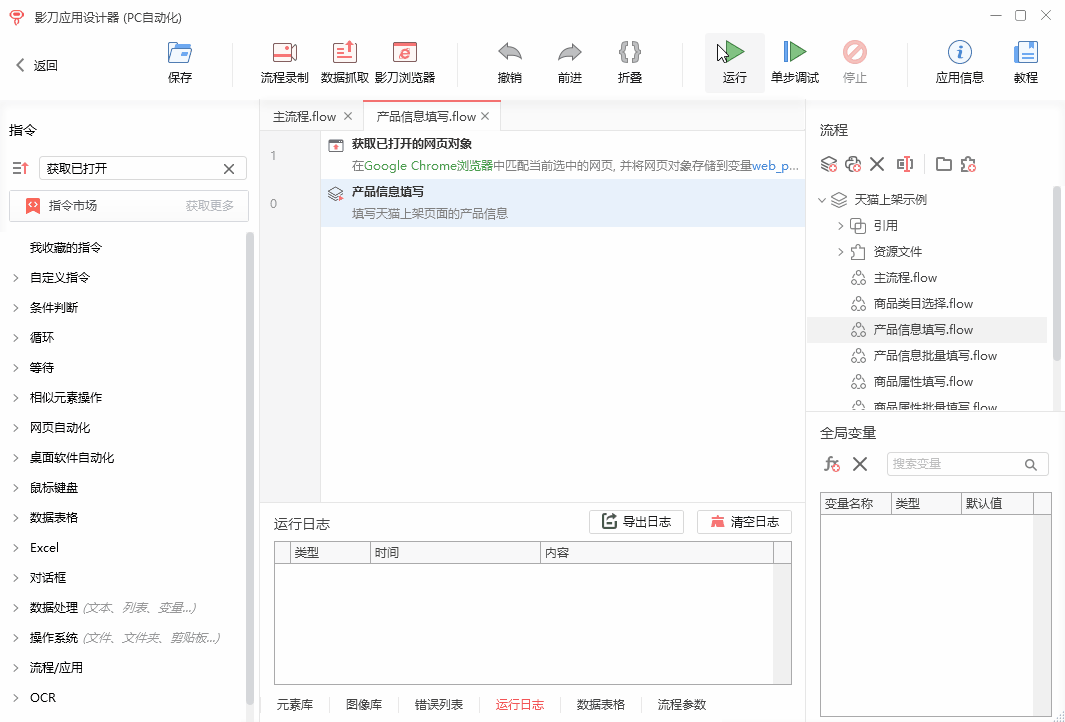 影刀应用设计器 (PC自动化)
返回
保存
流程录制
数据抓取
影刀浏览器
撤销
前进
折叠
运行
单步调试
停止
应用信息
教程
指令
获取已打开
指令市场
获取更多
我收藏的指令
自定义指令
条件判断
循环
等待
相似元素操作
网页自动化
桌面软件自动化
鼠标键盘
数据表格
Excel
对话框
数据处理 (文本、列表、变量...)
操作系统 (文件、文件夹、剪贴板...)
流程/应用
OCR
主流程.flow
产品信息填写.flow
1
获取已打开的网页对象
在Google Chrome浏览器中匹配当前选中的网页, 并将网页对象存储到变量web_p...
0
产品信息填写
填写天猫上架页面的产品信息
运行日志
导出日志
清空日志
类型
时间
内容
元素库
图像库
错误列表
运行日志
数据表格
流程参数
流程
天猫上架示例
引用
资源文件
主流程.flow
商品类目选择.flow
产品信息填写.flow
产品信息批量填写.flow
商品属性填写.flow
商品属性批量填写.flow
全局变量
搜索变量
变量名称
类型
默认值